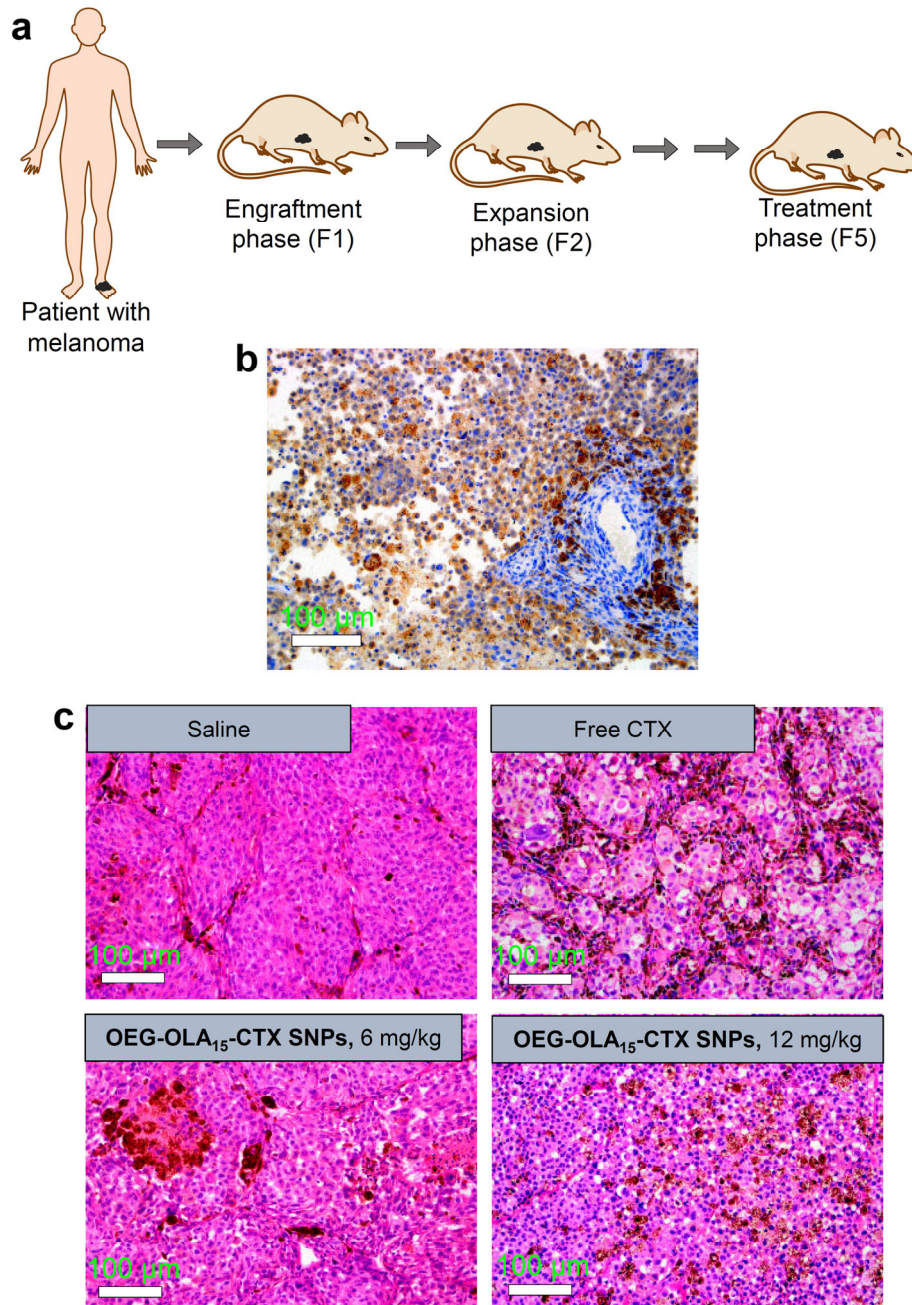 a
Engraftment
phase (F1)
Expansion
phase (F2)
Treatment
phase (F5)
Patient with
melanoma
b
100 µm
c
Saline
Free CTX
100 µm
100 µm
OEG-OLA₁₅-CTX SNPs, 6 mg/kg
OEG-OLA₁₅-CTX SNPs, 12 mg/kg
100 µm
100 µm